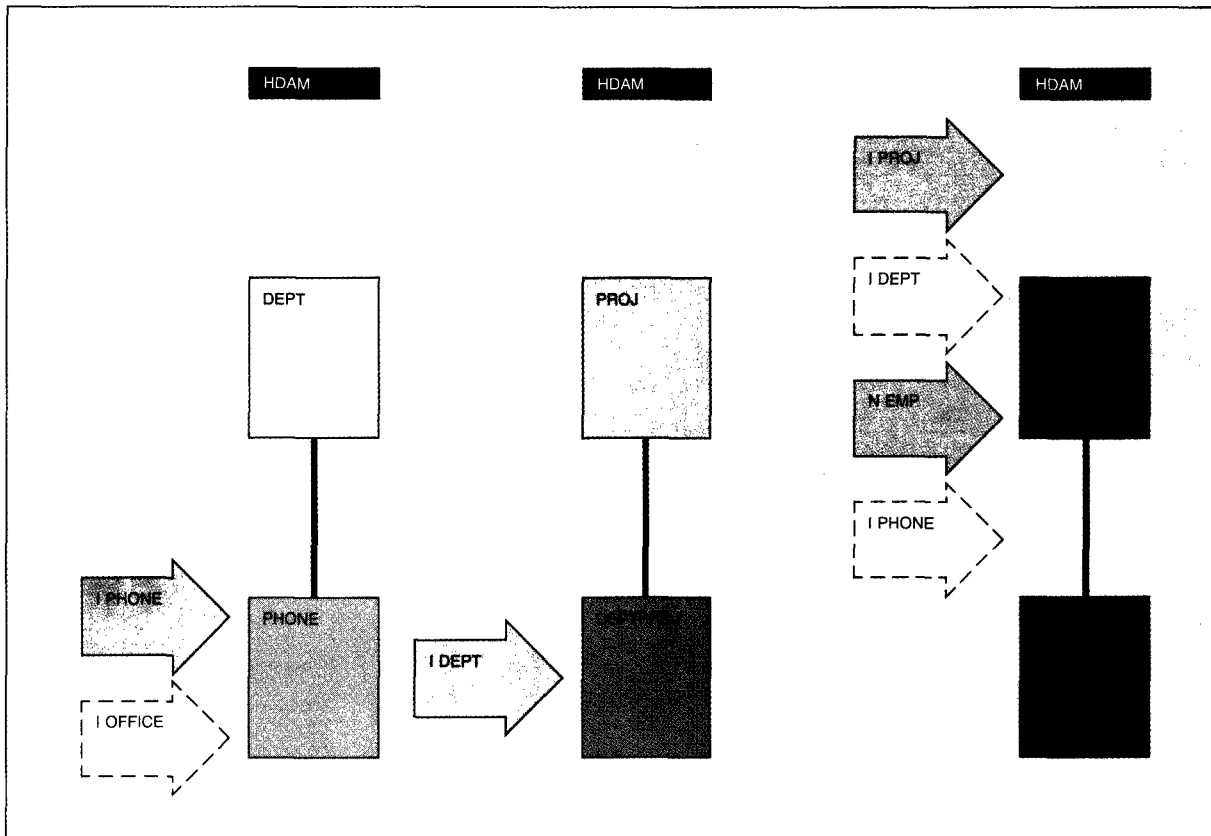 HDAM
HDAM
HDAM
I PROJ
I DEPT
DEPT
PROJ
N EMP
I PHONE
I PHONE
PHONE
I DEPT
I OFFICE